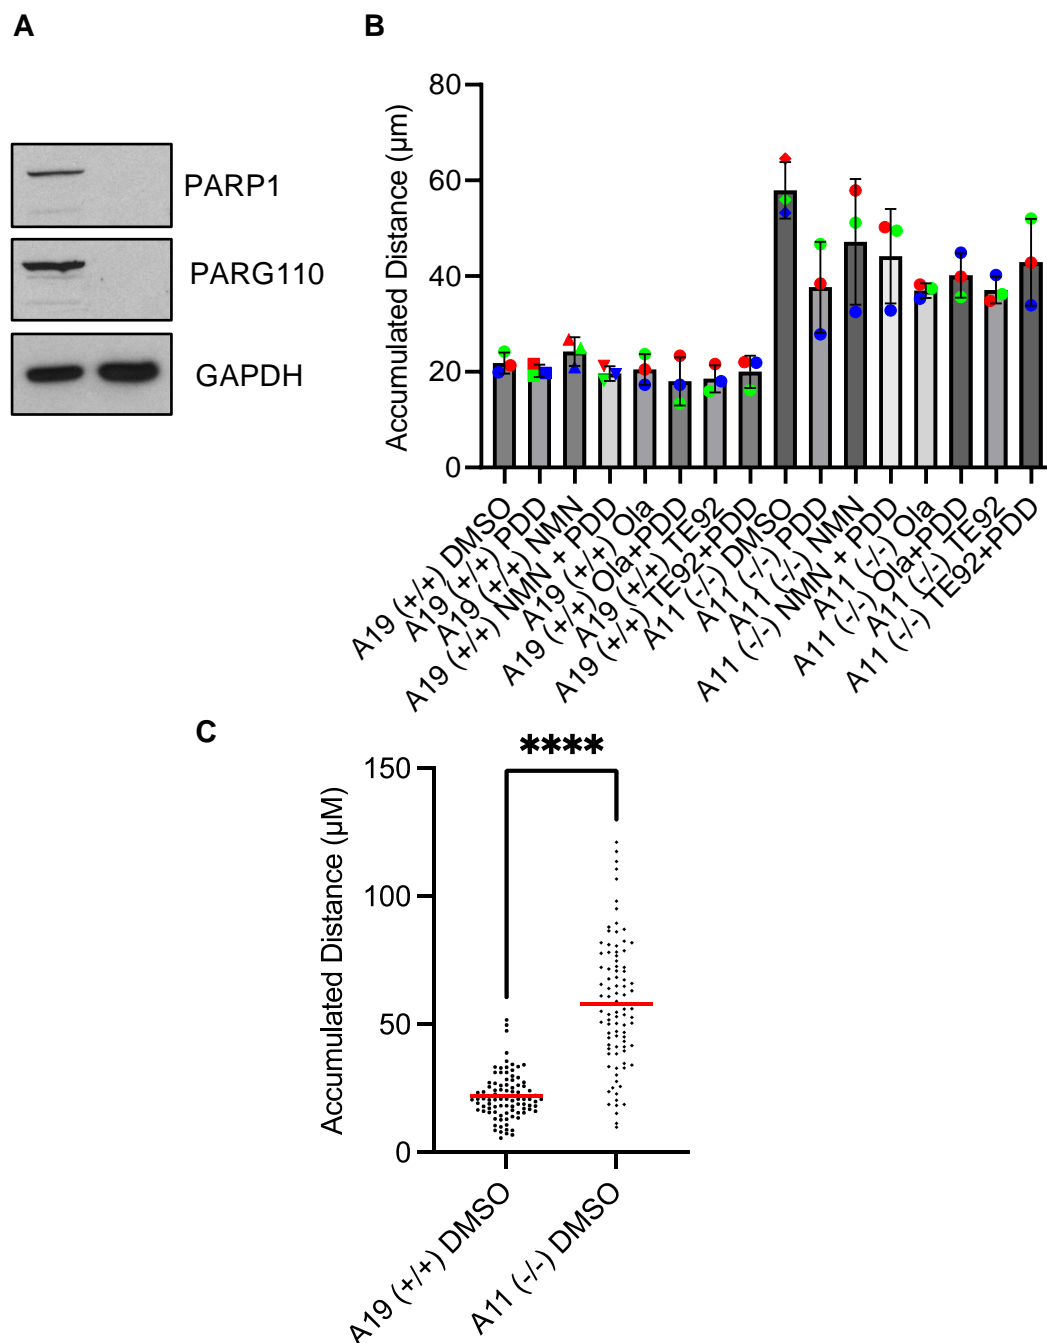 A
PARP1
PARG110
GAPDH
B
Accumulated Distance (µm)
80
60
40
20
0
A19 (+/+) DMSO
A19 (+/+) PDD
A19 (+/+) NMN
A19 (+/+) NMN + PDD
A19 (+/+) Ola
A19 (+/+) Ola+PDD
A19 (+/+) TE92
A19 (+/+) TE92+PDD
A11 (-/-) DMSO
A11 (-/-) PDD
A11 (-/-) NMN
A11 (-/-) NMN + PDD
A11 (-/-) Ola
A11 (-/-) Ola+PDD
A11 (-/-) TE92
A11 (-/-) TE92+PDD
C
****
Accumulated Distance (µM)
150
100
50
0
A19 (+/+) DMSO
A11 (-/-) DMSO